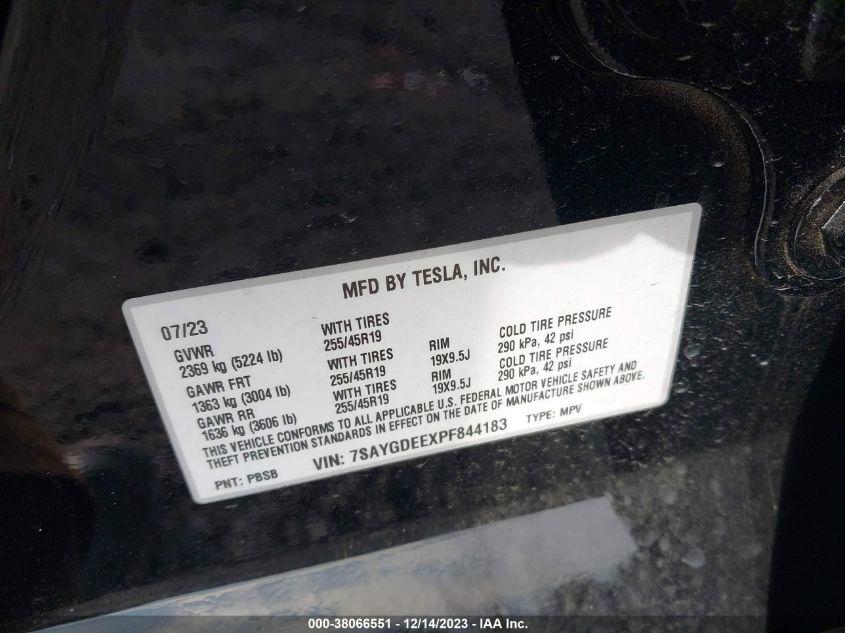 MFD BY TESLA, INC.
07/23
GVWR WITH TIRES RIM COLD TIRE PRESSURE
2369 kg (5224 lb) 255/45R19 19X9.5J 290 kPa, 42 psi
GAWR FRT WITH TIRES RIM COLD TIRE PRESSURE
1363 kg (3004 lb) 255/45R19 19X9.5J 290 kPa, 42 psi
GAWR RR WITH TIRES
1636 kg (3606 lb) 255/45R19
THIS VEHICLE CONFORMS TO ALL APPLICABLE U.S. FEDERAL MOTOR VEHICLE SAFETY AND
THEFT PREVENTION STANDARDS IN EFFECT ON THE DATE OF MANUFACTURE SHOWN ABOVE.
PNT: PBSB VIN: 7SAYGDEEXPF844183 TYPE: MPV
000-38066551 - 12/14/2023 - IAA Inc.